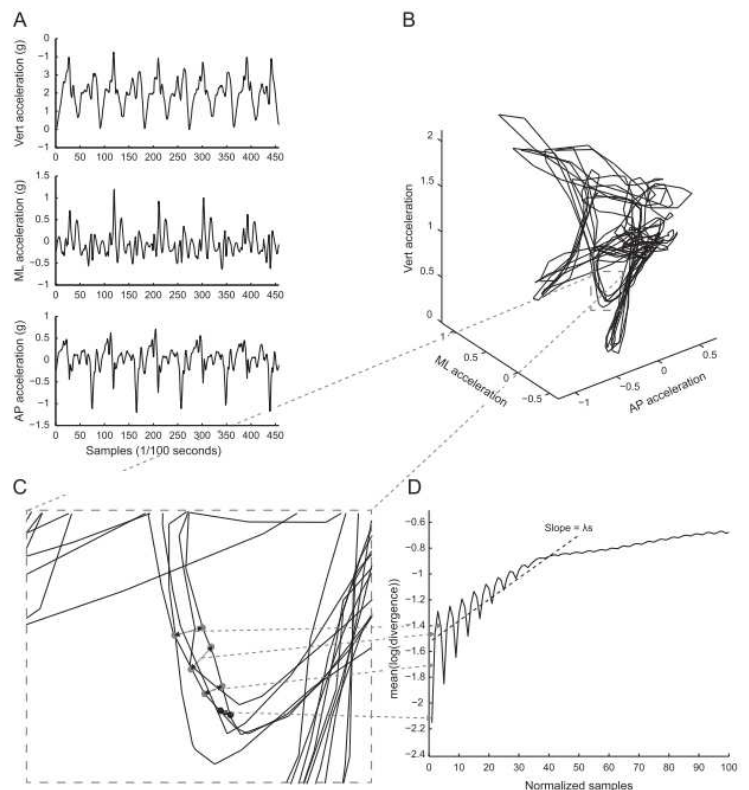 A
Vert acceleration (g)
0
−1
3
2
1
0
−1
0 50 100 150 200 250 300 350 400 450
ML acceleration (g)
1.5
1
0.5
0
−0.5
−1
0 50 100 150 200 250 300 350 400 450
AP acceleration (g)
1
0.5
0
−0.5
−1
−1.5
0 50 100 150 200 250 300 350 400 450
Samples (1/100 seconds)
B
Vert acceleration
2
1.5
1
0.5
0
1
0.5
0
−0.5
ML acceleration
−1
−0.5
0
0.5
AP acceleration
C
D
Slope = λs
mean(log(divergence))
−0.6
−0.8
−1
−1.2
−1.4
−1.6
−1.8
−2
−2.2
−2.4
0 10 20 30 40 50 60 70 80 90 100
Normalized samples